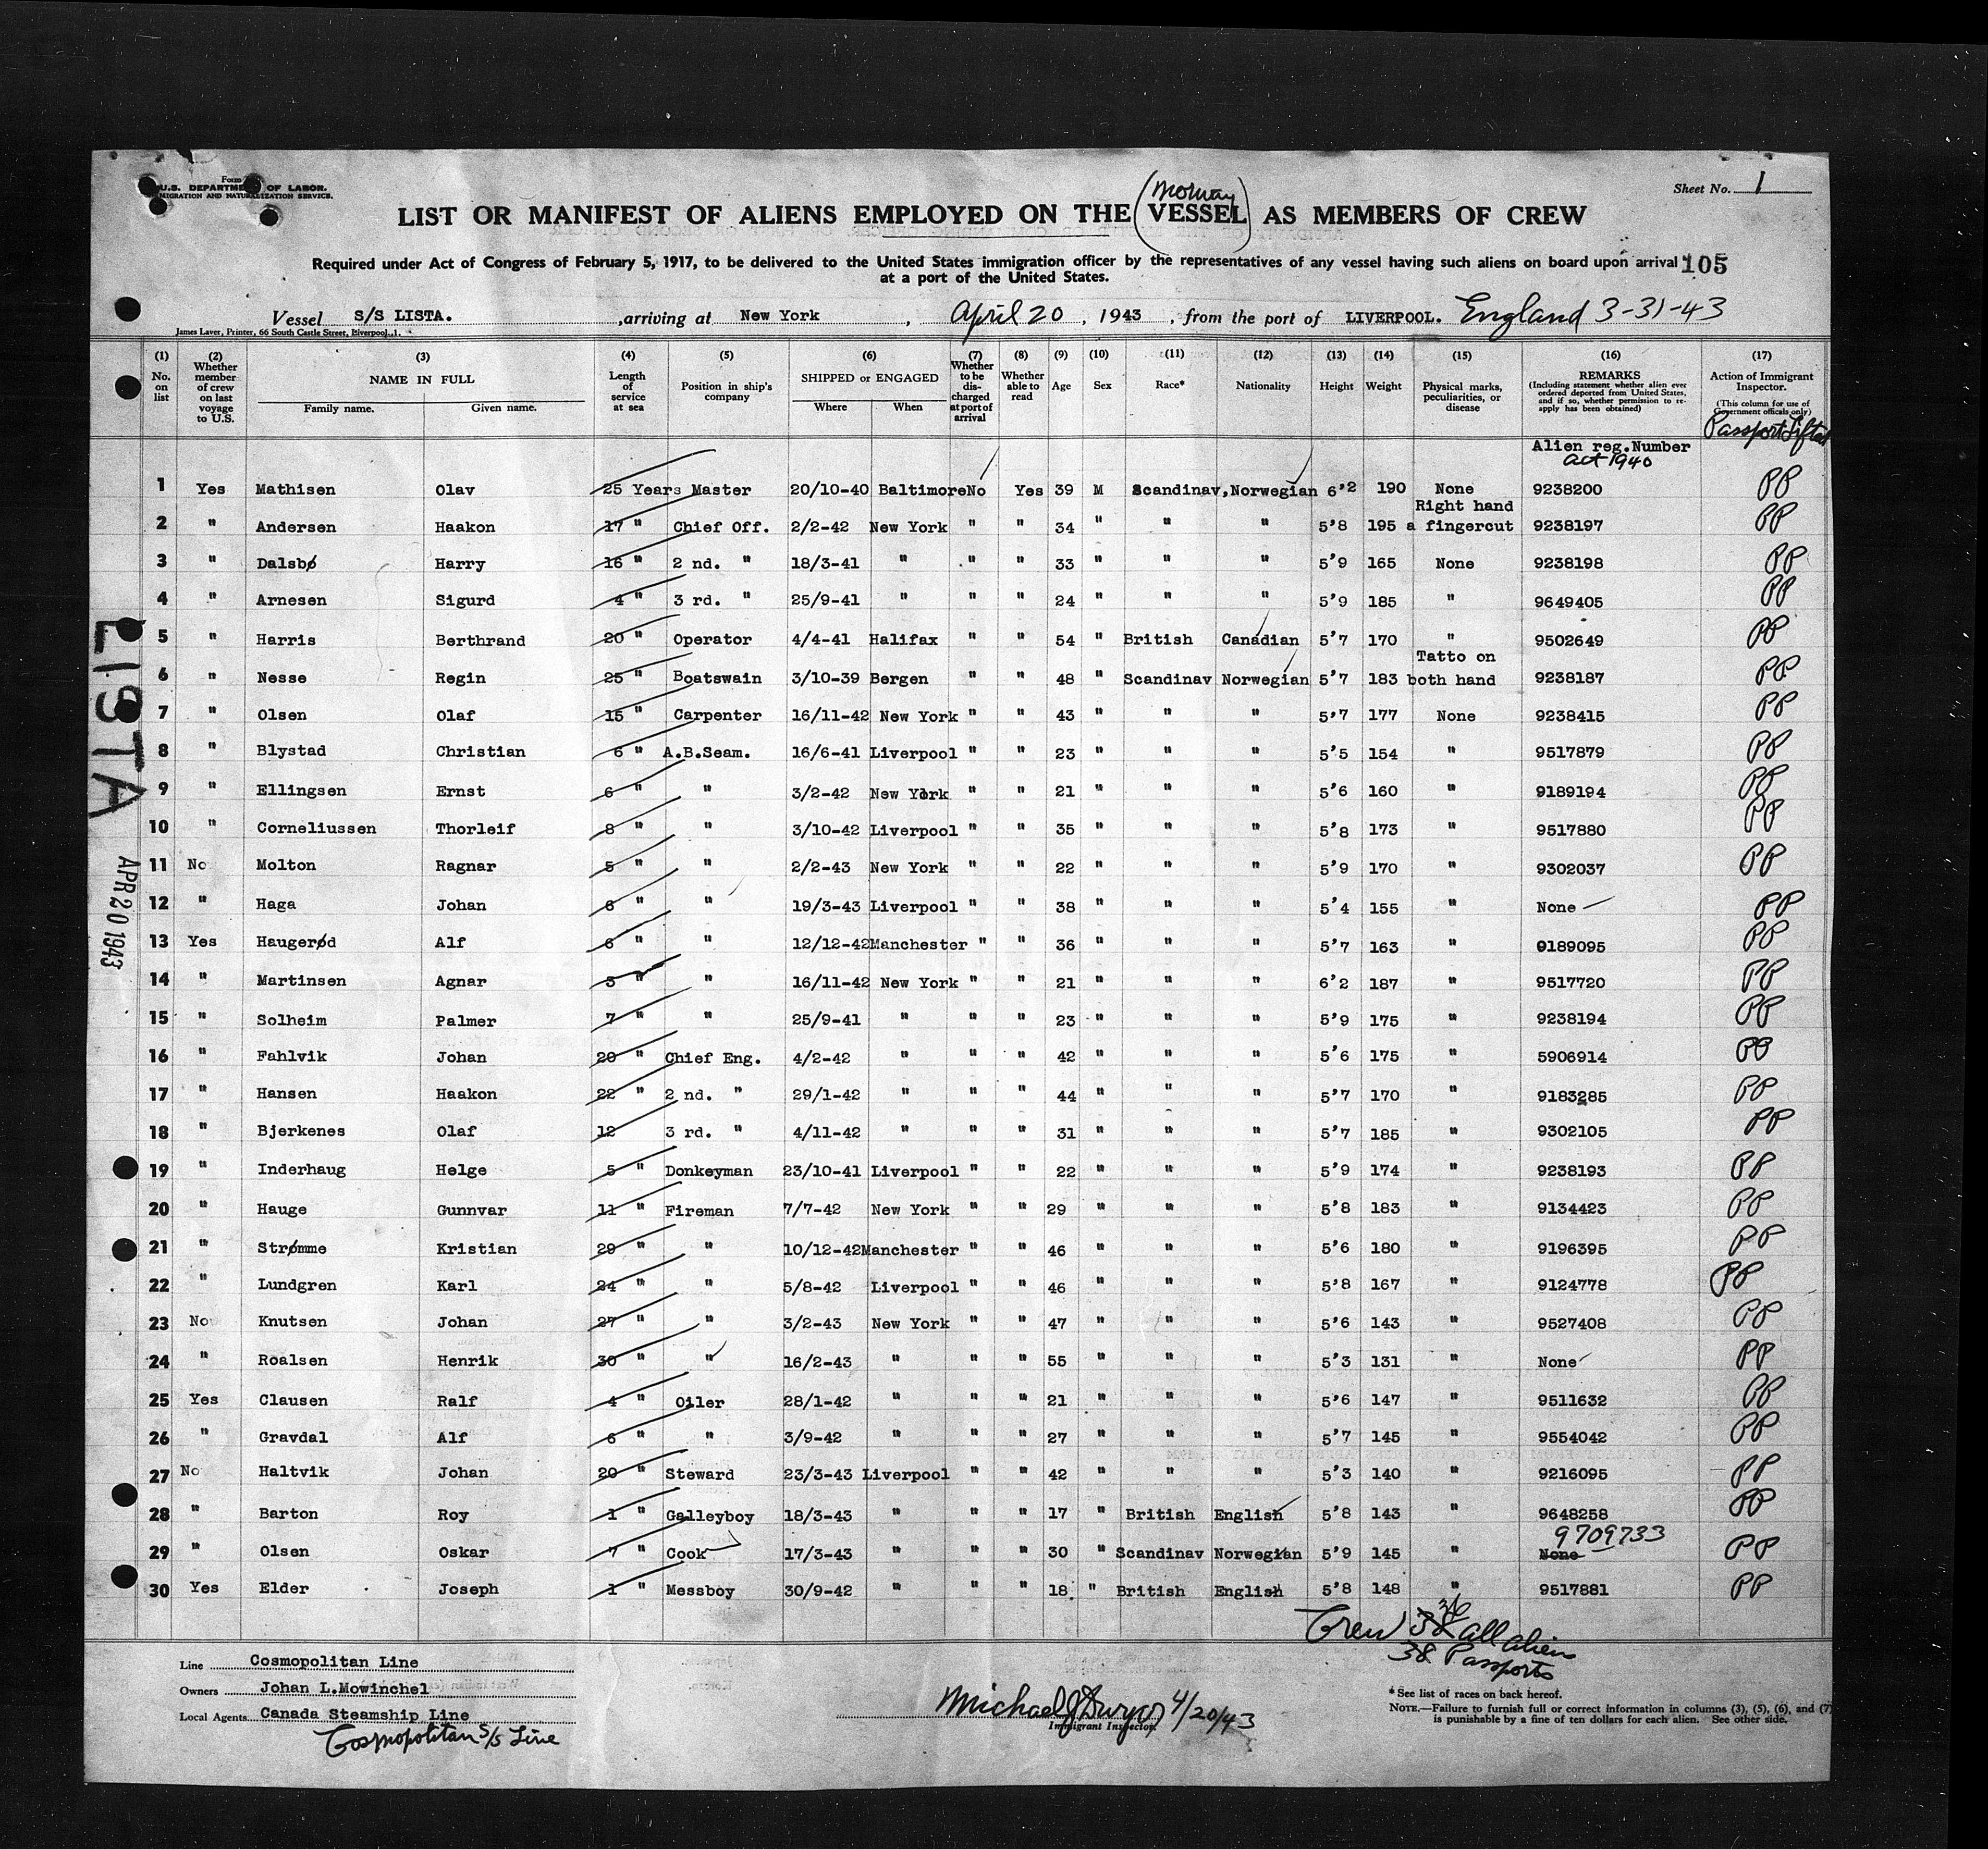 Form
U.S. DEPARTMENT OF LABOR.
IMMIGRATION AND NATURALIZATION SERVICE.
Sheet No. 1
LIST OR MANIFEST OF ALIENS EMPLOYED ON THE VESSEL AS MEMBERS OF CREW
Required under Act of Congress of February 5, 1917, to be delivered to the United States immigration officer by the representatives of any vessel having such aliens on board upon arrival
at a port of the United States.
105
Vessel S/S LISTA. , arriving at New York , April 20 , 1943 , from the port of LIVERPOOL. England 3-31-43
James Laver, Printer, 66 South Castle Street, Liverpool, 1.
(1) No. on list
(2) Whether member of crew on last voyage to U.S.
(3) NAME IN FULL Family name. Given name.
(4) Length of service at sea
(5) Position in ship's company
(6) SHIPPED or ENGAGED Where When
(7) Whether to be dis-charged at port of arrival
(8) Whether able to read
(9) Age
(10) Sex
(11) Race*
(12) Nationality
(13) Height
(14) Weight
(15) Physical marks, peculiarities, or disease
(16) REMARKS (Including statement whether alien ever ordered deported from United States, and if so, whether permission to re-apply has been obtained)
(17) Action of Immigrant Inspector. (This column for use of Government officials only)
Passport Lifted
Alien reg.Number
act 1940
1 Yes Mathisen Olav 25 Years Master 20/10-40 Baltimore No Yes 39 M Scandinav, Norwegian 6'2 190 None 9238200 PP
2 " Andersen Haakon 17 " Chief Off. 2/2-42 New York " " 34 " " " 5'8 195 Right hand a fingercut 9238197 PP
3 " Dalsbø Harry 16 " 2 nd. " 18/3-41 " " " 33 " " " 5'9 165 None 9238198 PP
4 " Arnesen Sigurd 4 " 3 rd. " 25/9-41 " " " 24 " " " 5'9 185 " 9649405 PP
5 " Harris Berthrand 20 " Operator 4/4-41 Halifax " " 54 " British Canadian 5'7 170 " 9502649 PP
6 " Nesse Regin 25 " Boatswain 3/10-39 Bergen " " 48 " Scandinav Norwegian 5'7 183 Tatto on both hand 9238187 PP
7 " Olsen Olaf 15 " Carpenter 16/11-42 New York " " 43 " " " 5'7 177 None 9238415 PP
8 " Blystad Christian 6 " A.B.Seam. 16/6-41 Liverpool " " 23 " " " 5'5 154 " 9517879 PP
9 " Ellingsen Ernst 6 " " 3/2-42 New York " " 21 " " " 5'6 160 " 9189194 PP
10 " Corneliussen Thorleif 8 " " 3/10-42 Liverpool " " 35 " " " 5'8 173 " 9517880 PP
11 No Molton Ragnar 5 " " 2/2-43 New York " " 22 " " " 5'9 170 " 9302037 PP
12 " Haga Johan 6 " " 19/3-43 Liverpool " " 38 " " " 5'4 155 " None PP
13 Yes Haugerød Alf 6 " " 12/12-42 Manchester " " 36 " " " 5'7 163 " 9189095 PP
14 " Martinsen Agnar 3 " " 16/11-42 New York " " 21 " " " 6'2 187 " 9517720 PP
15 " Solheim Palmer 7 " " 25/9-41 " " " 23 " " " 5'9 175 " 9238194 PP
16 " Fahlvik Johan 20 " Chief Eng. 4/2-42 " " " 42 " " " 5'6 175 " 5906914 PP
17 " Hansen Haakon 22 " 2 nd. " 29/1-42 " " " 44 " " " 5'7 170 " 9183285 PP
18 " Bjerkenes Olaf 12 " 3 rd. " 4/11-42 " " " 31 " " " 5'7 185 " 9302105 PP
19 " Inderhaug Helge 5 " Donkeyman 23/10-41 Liverpool " " 22 " " " 5'9 174 " 9238193 PP
20 " Hauge Gunnvar 11 " Fireman 7/7-42 New York " " 29 " " " 5'8 183 " 9134423 PP
21 " Strømme Kristian 29 " " 10/12-42 Manchester " " 46 " " " 5'6 180 " 9196395 PP
22 " Lundgren Karl 24 " " 5/8-42 Liverpool " " 46 " " " 5'8 167 " 9124778 PP
23 No Knutsen Johan 27 " " 3/2-43 New York " " 47 " " " 5'6 143 " 9527408 PP
24 " Roalsen Henrik 30 " " 16/2-43 " " " 55 " " " 5'3 131 " None PP
25 Yes Clausen Ralf 4 " Oiler 28/1-42 " " " 21 " " " 5'6 147 " 9511632 PP
26 " Gravdal Alf 6 " " 3/9-42 " " " 27 " " " 5'7 145 " 9554042 PP
27 No Haltvik Johan 20 " Steward 23/3-43 Liverpool " " 42 " " " 5'3 140 " 9216095 PP
28 " Barton Roy 1 " Galleyboy 18/3-43 " " " 17 " British English 5'8 143 " 9648258 PP
29 " Olsen Oskar 7 " Cook 17/3-43 " " " 30 " Scandinav Norwegian 5'9 145 " None 9709733 PP
30 Yes Elder Joseph 1 " Messboy 30/9-42 " " " 18 " British English 5'8 148 " 9517881 PP
LISTA
APR 20 1943
Crew 38 all aliens
38 Passports
Line Cosmopolitan Line
Owners Johan L.Mowinchel
Local Agents Canada Steamship Line
Cosmopolitan S/S Line
Michael J Dwyer 4/20/43
Immigrant Inspector.
* See list of races on back hereof.
NOTE.—Failure to furnish full or correct information in columns (3), (5), (6), and (7)
is punishable by a fine of ten dollars for each alien. See other side.